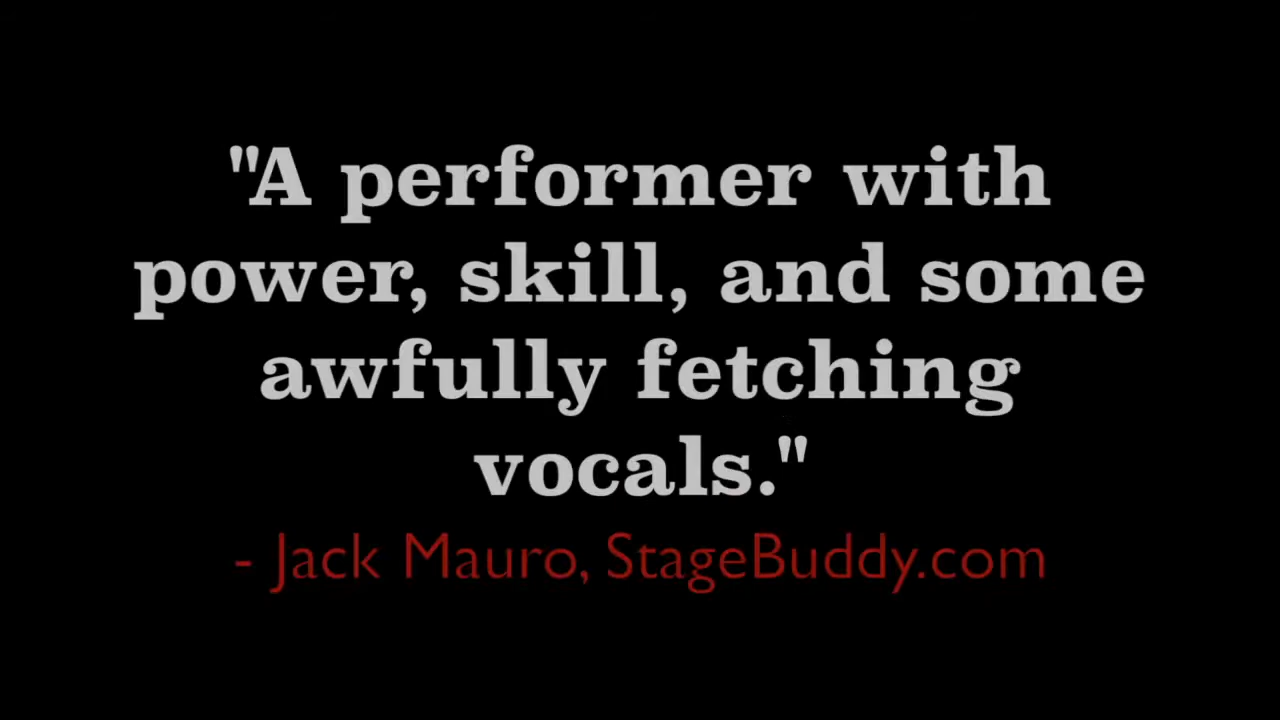 "A performer with
power, skill, and some
awfully fetching
vocals."
- Jack Mauro, StageBuddy.com